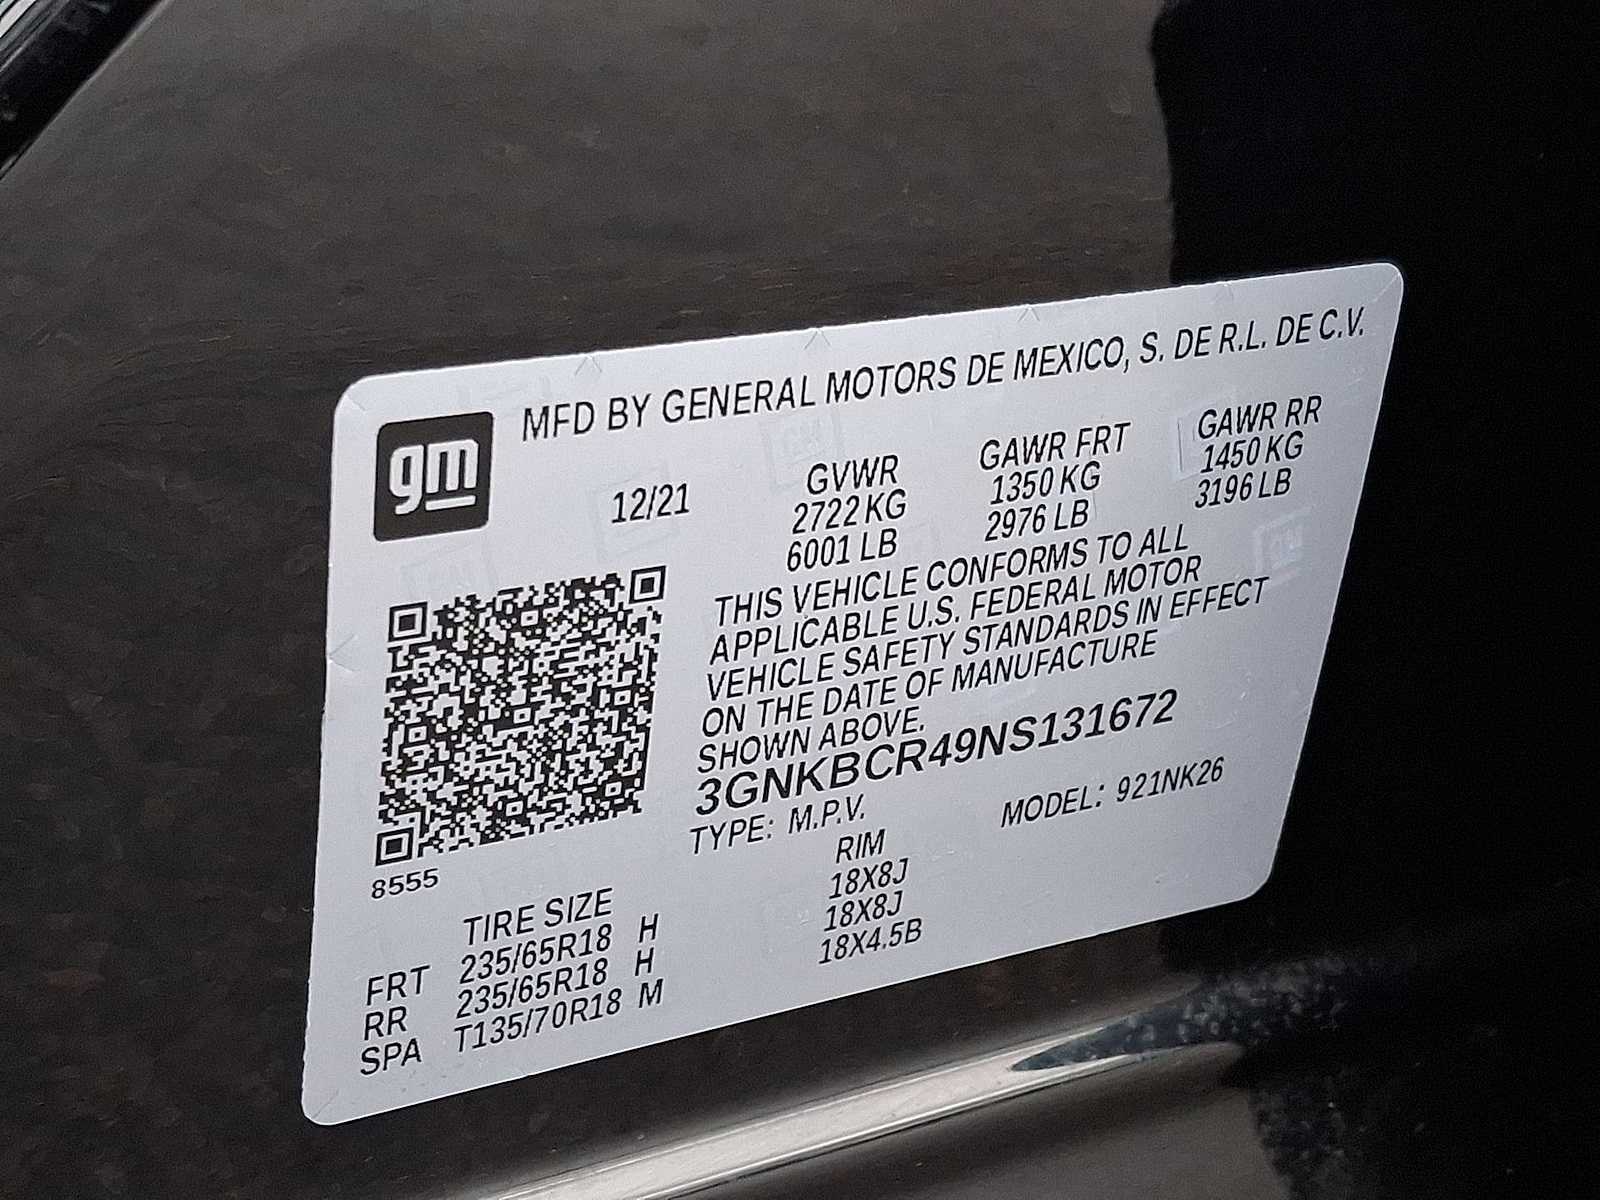 gm
MFD BY GENERAL MOTORS DE MEXICO, S. DE R.L. DE C.V.
12/21
GVWR
2722 KG
6001 LB
GAWR FRT
1350 KG
2976 LB
GAWR RR
1450 KG
3196 LB
THIS VEHICLE CONFORMS TO ALL
APPLICABLE U.S. FEDERAL MOTOR
VEHICLE SAFETY STANDARDS IN EFFECT
ON THE DATE OF MANUFACTURE
SHOWN ABOVE.
3GNKBCR49NS131672
TYPE: M.P.V. MODEL: 921NK26
8555
TIRE SIZE RIM
FRT 235/65R18 H 18X8J
RR 235/65R18 H 18X8J
SPA T135/70R18 M 18X4.5B